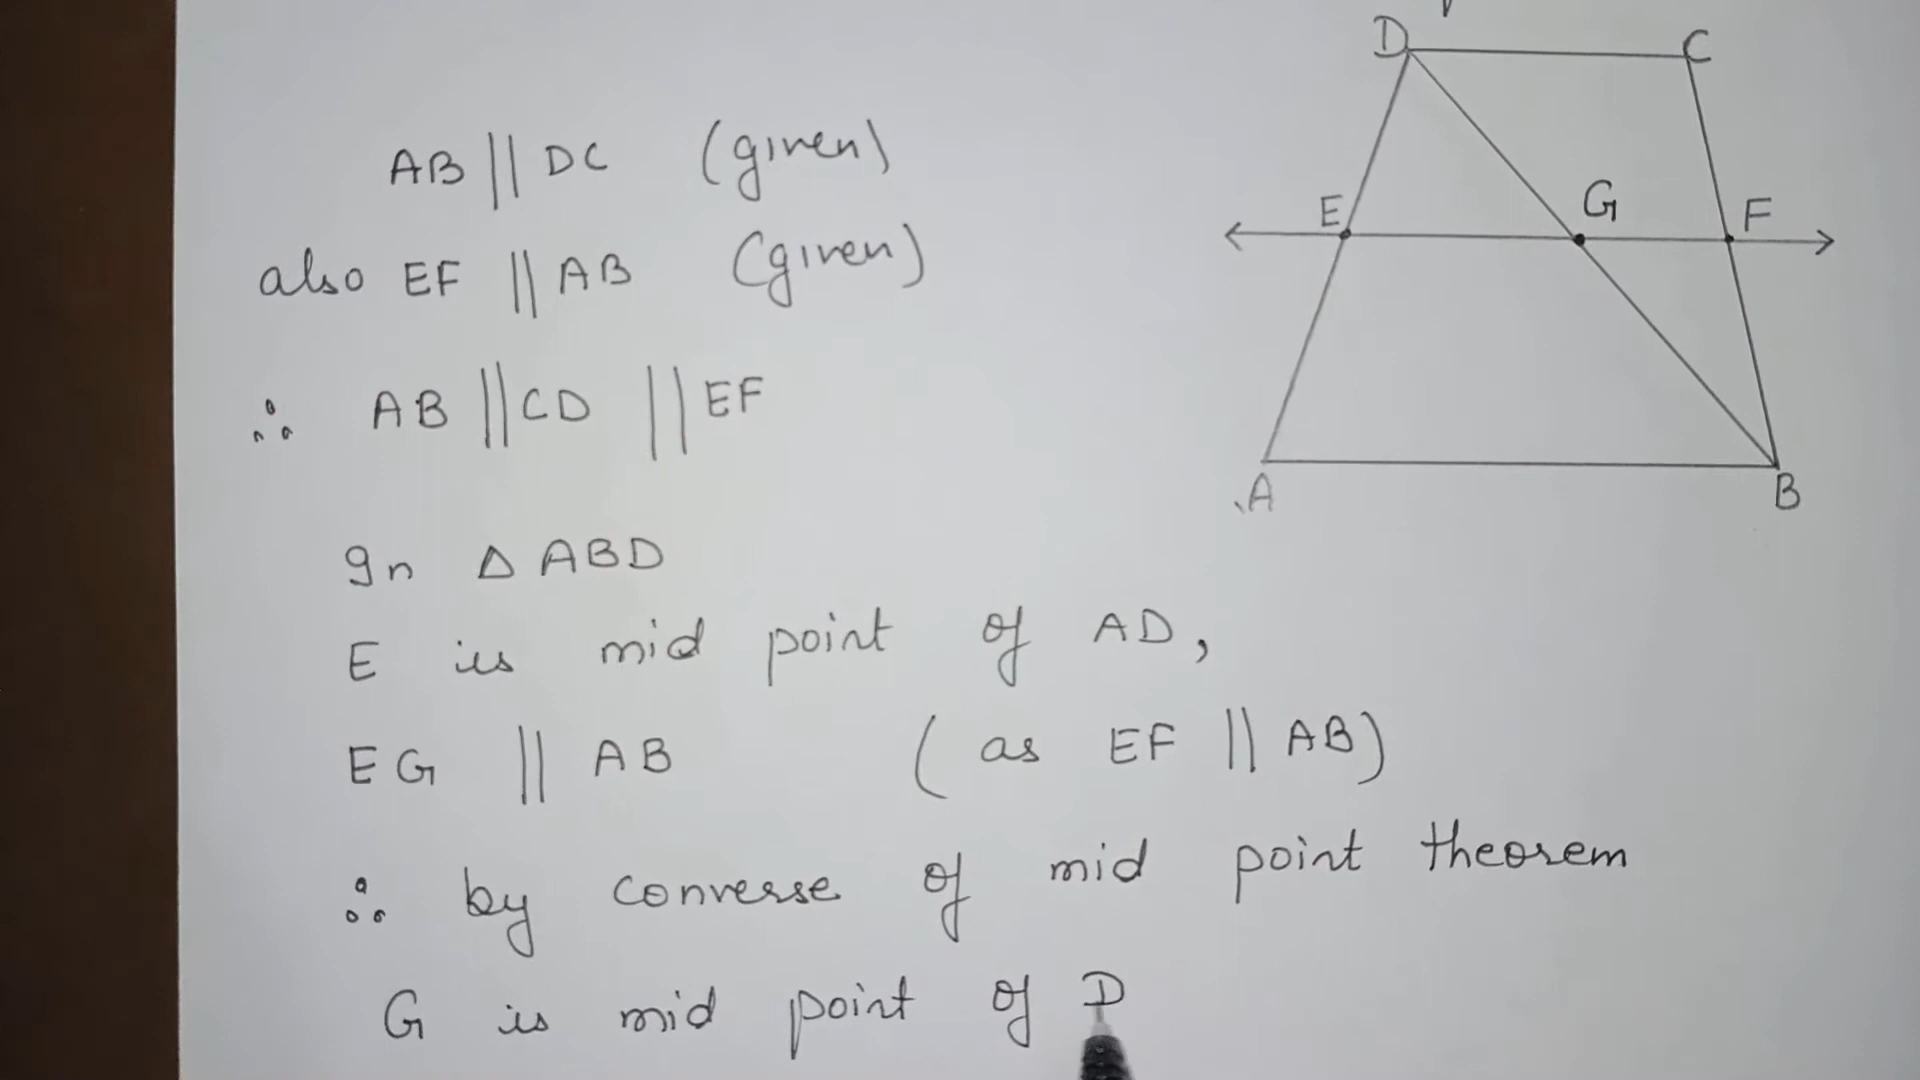 AB || DC (given)
also EF || AB (given)
∴ AB || CD || EF
In Δ ABD
E is mid point of AD,
EG || AB (as EF || AB)
∴ by converse of mid point theorem
G is mid point of D
D
C
E
G
F
A
B